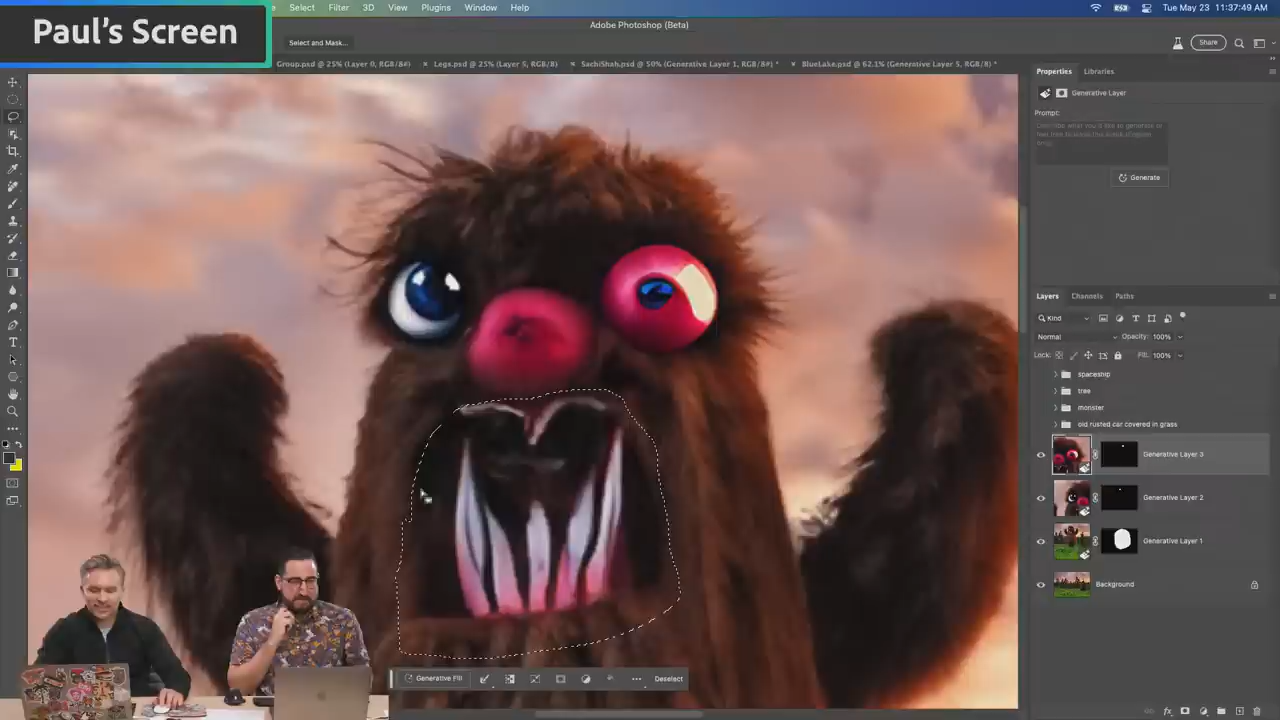 Paul's Screen
Select Filter 3D View Plugins Window Help
Tue May 23 11:37:49 AM
Adobe Photoshop (Beta)
Select and Mask...
Share
Group.psd @ 25% (Layer 0, RGB/8#)
Legs.psd @ 25% (Layer 5, RGB/8)
SachiShah.psd @ 50% (Generative Layer 1, RGB/8#) *
BlueLake.psd @ 62.1% (Generative Layer 5, RGB/8) *
Properties Libraries
Generative Layer
Prompt:
Generate
Layers Channels Paths
Kind
Normal Opacity: 100%
Lock: Fill: 100%
spaceship
tree
monster
old rusted car covered in grass
Generative Layer 3
Generative Layer 2
Generative Layer 1
Background
Generative Fill Deselect